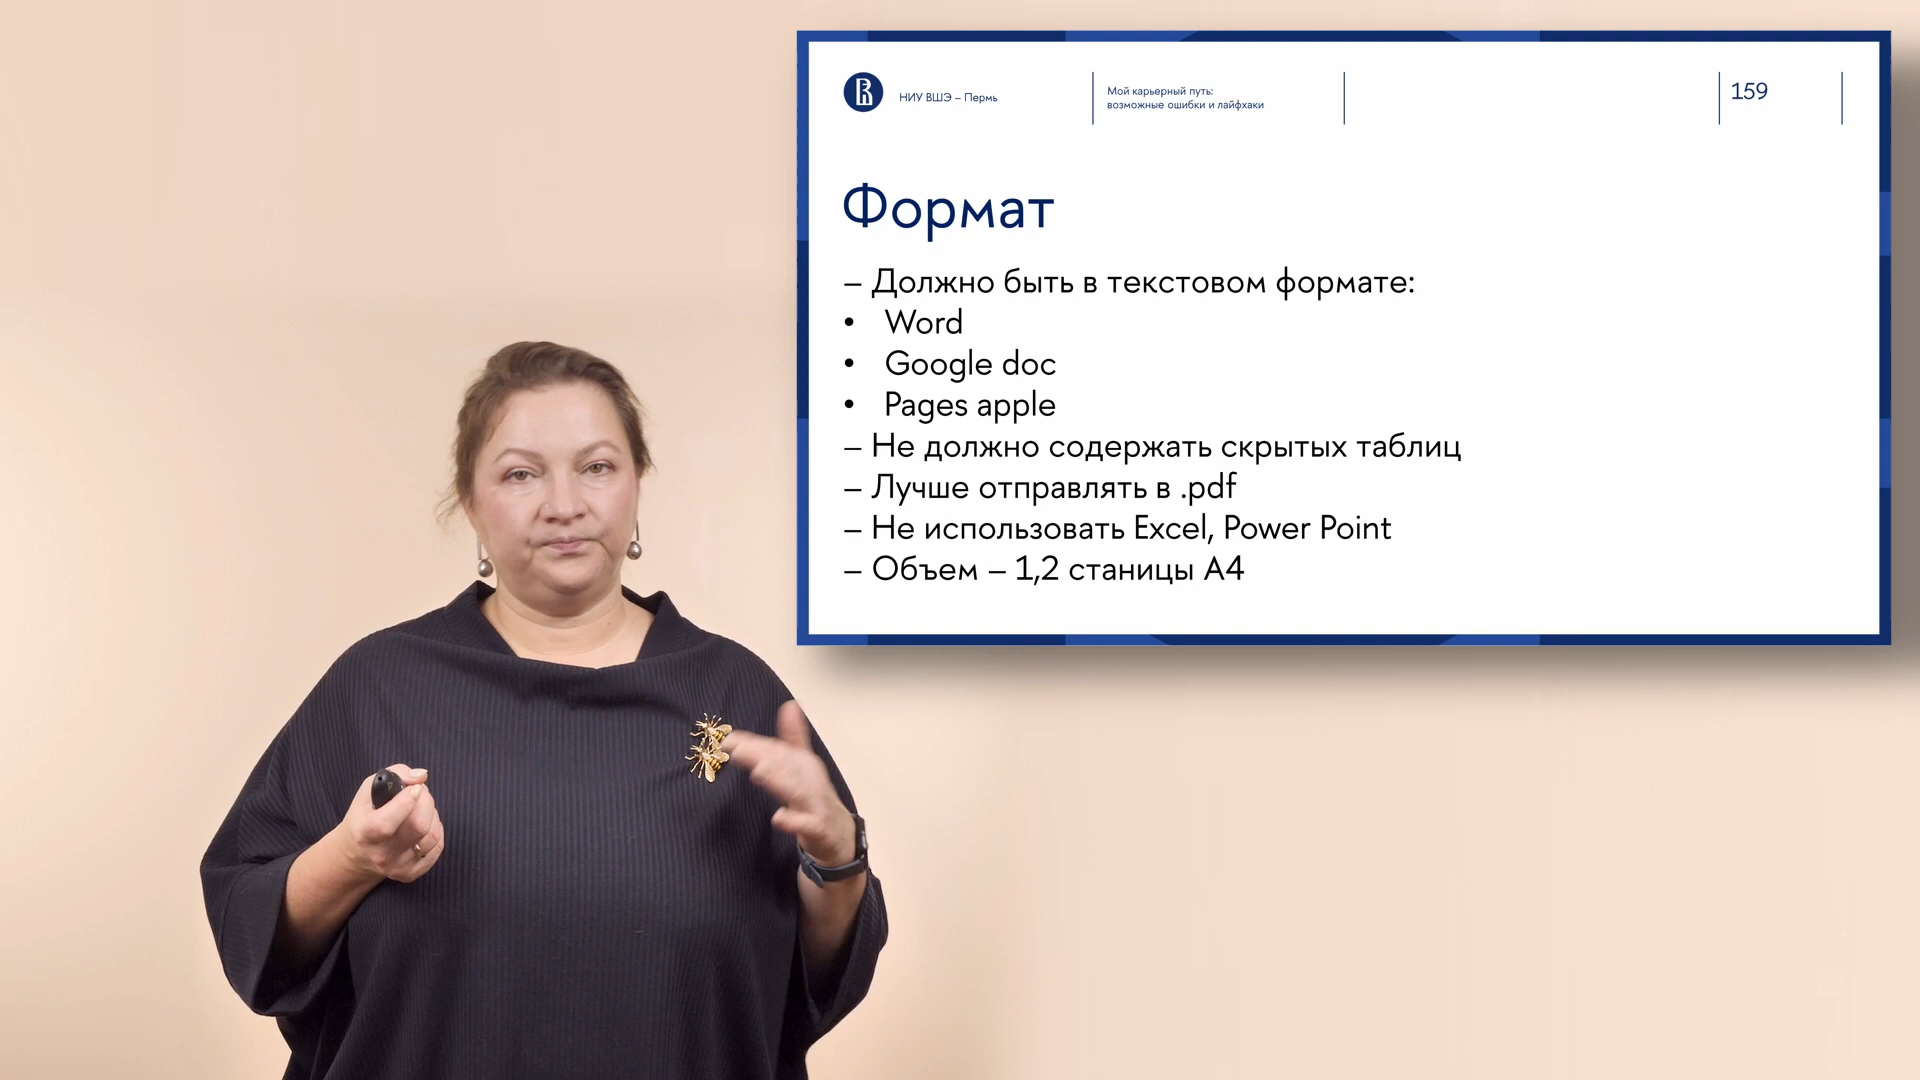 НИУ ВШЭ – Пермь
Мой карьерный путь:
возможные ошибки и лайфхаки
159
Формат
– Должно быть в текстовом формате:
• Word
• Google doc
• Pages apple
– Не должно содержать скрытых таблиц
– Лучше отправлять в .pdf
– Не использовать Excel, Power Point
– Объем – 1,2 станицы А4